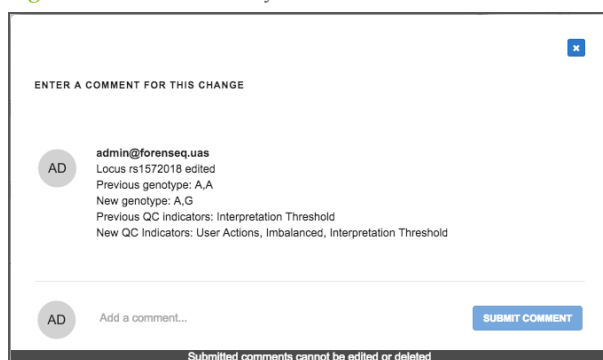 ENTER A COMMENT FOR THIS CHANGE
AD
admin@forenseq.uas
Locus rs1572018 edited
Previous genotype: A,A
New genotype: A,G
Previous QC indicators: Interpretation Threshold
New QC Indicators: User Actions, Imbalanced, Interpretation Threshold
AD
Add a comment...
SUBMIT COMMENT
Submitted comments cannot be edited or deleted